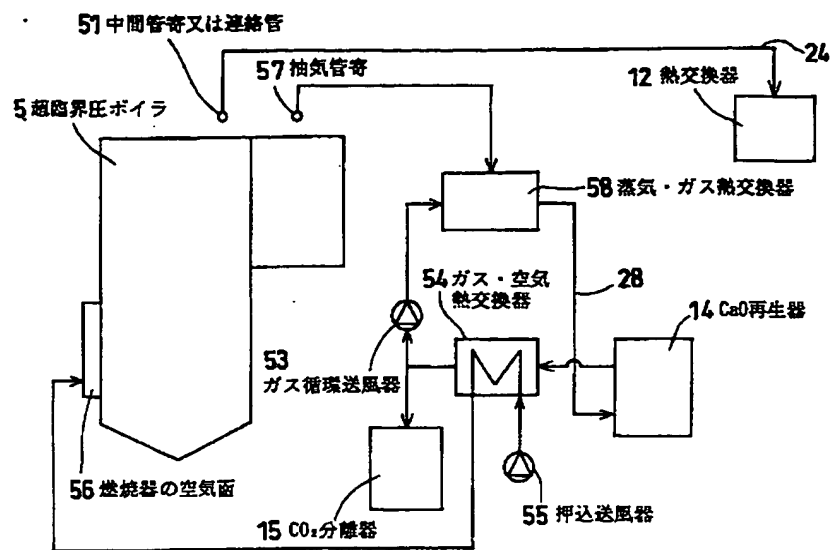 51 中間管寄又は連絡管
57 抽気管寄
24
12 熱交換器
5 超臨界圧ボイラ
58 蒸気・ガス熱交換器
54 ガス・空気
熱交換器
28
14 CaO再生器
53
ガス循環送風器
56 燃焼器の空気函
15 CO₂分離器
55 押込送風器